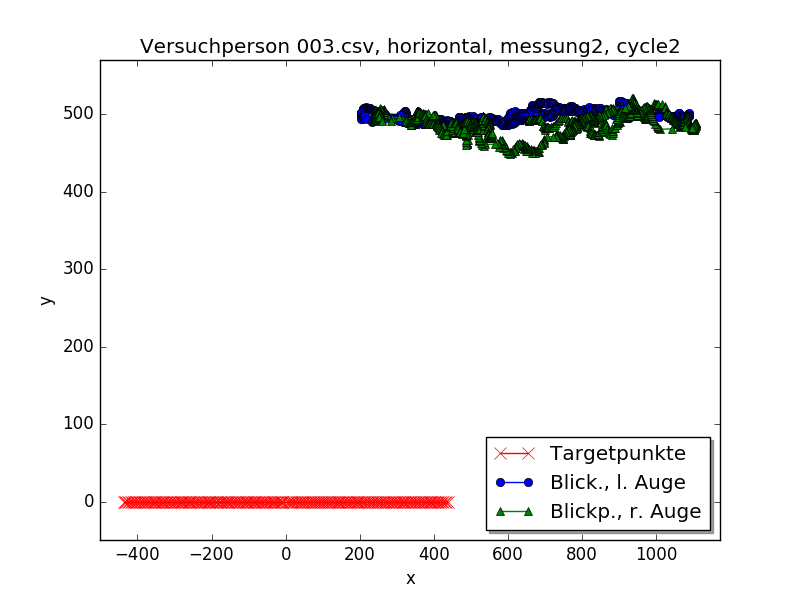 Versuchperson 003.csv, horizontal, messung2, cycle2
y
500
400
300
200
100
0
Targetpunkte
Blick., l. Auge
Blickp., r. Auge
−400 −200 0 200 400 600 800 1000
x